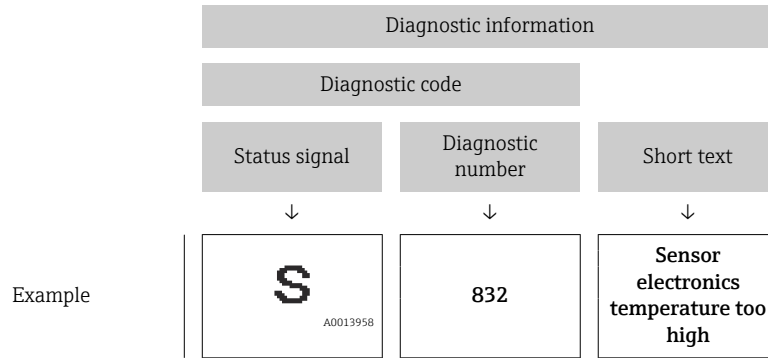 Diagnostic information
Diagnostic code
Status signal
Diagnostic
number
Short text
↓ ↓ ↓
Example
S
A0013958
832
Sensor
electronics
temperature too
high